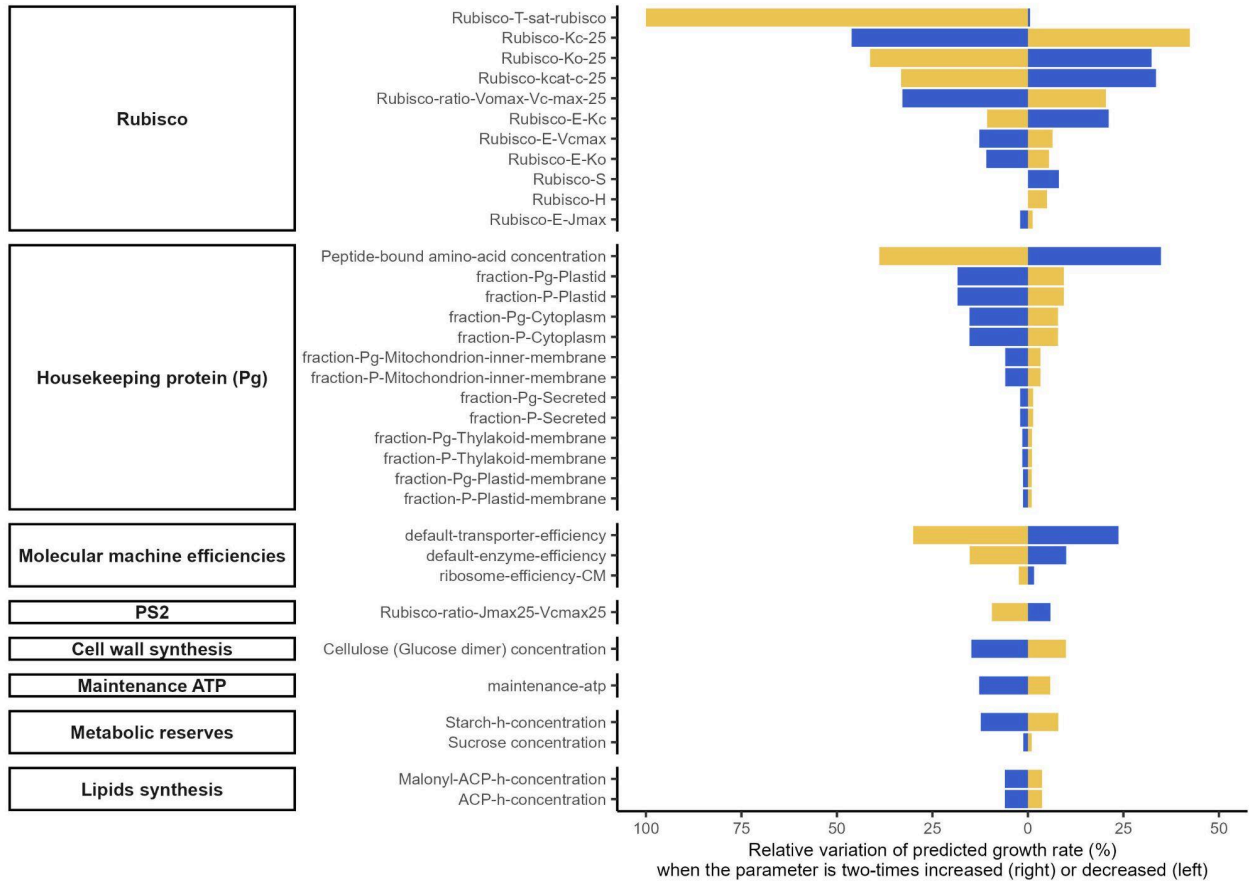 Rubisco
Rubisco-T-sat-rubisco
Rubisco-Kc-25
Rubisco-Ko-25
Rubisco-kcat-c-25
Rubisco-ratio-Vomax-Vc-max-25
Rubisco-E-Kc
Rubisco-E-Vcmax
Rubisco-E-Ko
Rubisco-S
Rubisco-H
Rubisco-E-Jmax
Housekeeping protein (Pg)
Peptide-bound amino-acid concentration
fraction-Pg-Plastid
fraction-P-Plastid
fraction-Pg-Cytoplasm
fraction-P-Cytoplasm
fraction-Pg-Mitochondrion-inner-membrane
fraction-P-Mitochondrion-inner-membrane
fraction-Pg-Secreted
fraction-P-Secreted
fraction-Pg-Thylakoid-membrane
fraction-P-Thylakoid-membrane
fraction-Pg-Plastid-membrane
fraction-P-Plastid-membrane
Molecular machine efficiencies
default-transporter-efficiency
default-enzyme-efficiency
ribosome-efficiency-CM
PS2
Rubisco-ratio-Jmax25-Vcmax25
Cell wall synthesis
Cellulose (Glucose dimer) concentration
Maintenance ATP
maintenance-atp
Metabolic reserves
Starch-h-concentration
Sucrose concentration
Lipids synthesis
Malonyl-ACP-h-concentration
ACP-h-concentration
100 75 50 25 0 25 50
Relative variation of predicted growth rate (%)
when the parameter is two-times increased (right) or decreased (left)